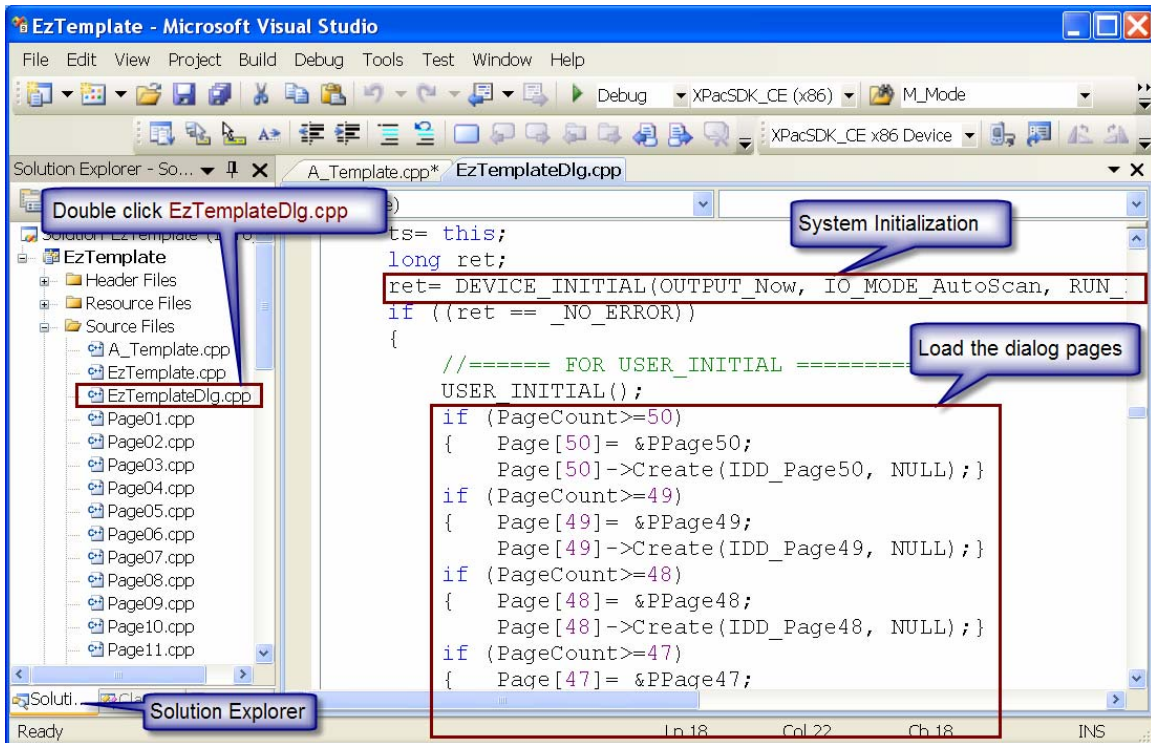 EzTemplate - Microsoft Visual Studio
File Edit View Project Build Debug Tools Test Window Help
Debug XPacSDK_CE (x86) M_Mode
XPacSDK_CE x86 Device
Solution Explorer - So...
A_Template.cpp* EzTemplateDlg.cpp
Double click EzTemplateDlg.cpp
System Initialization
EzTemplate
Header Files
Resource Files
Source Files
A_Template.cpp
EzTemplate.cpp
EzTemplateDlg.cpp
Page01.cpp
Page02.cpp
Page03.cpp
Page04.cpp
Page05.cpp
Page06.cpp
Page07.cpp
Page08.cpp
Page09.cpp
Page10.cpp
Page11.cpp
Soluti...
Solution Explorer
ts= this;
long ret;
ret= DEVICE_INITIAL(OUTPUT_Now, IO_MODE_AutoScan, RUN_
if ((ret == _NO_ERROR))
{
//====== FOR USER_INITIAL =========
Load the dialog pages
USER_INITIAL();
if (PageCount>=50)
{ Page[50]= &PPage50;
Page[50]->Create(IDD_Page50, NULL);}
if (PageCount>=49)
{ Page[49]= &PPage49;
Page[49]->Create(IDD_Page49, NULL);}
if (PageCount>=48)
{ Page[48]= &PPage48;
Page[48]->Create(IDD_Page48, NULL);}
if (PageCount>=47)
{ Page[47]= &PPage47;
Ready Ln 18 Col 22 Ch 18 INS